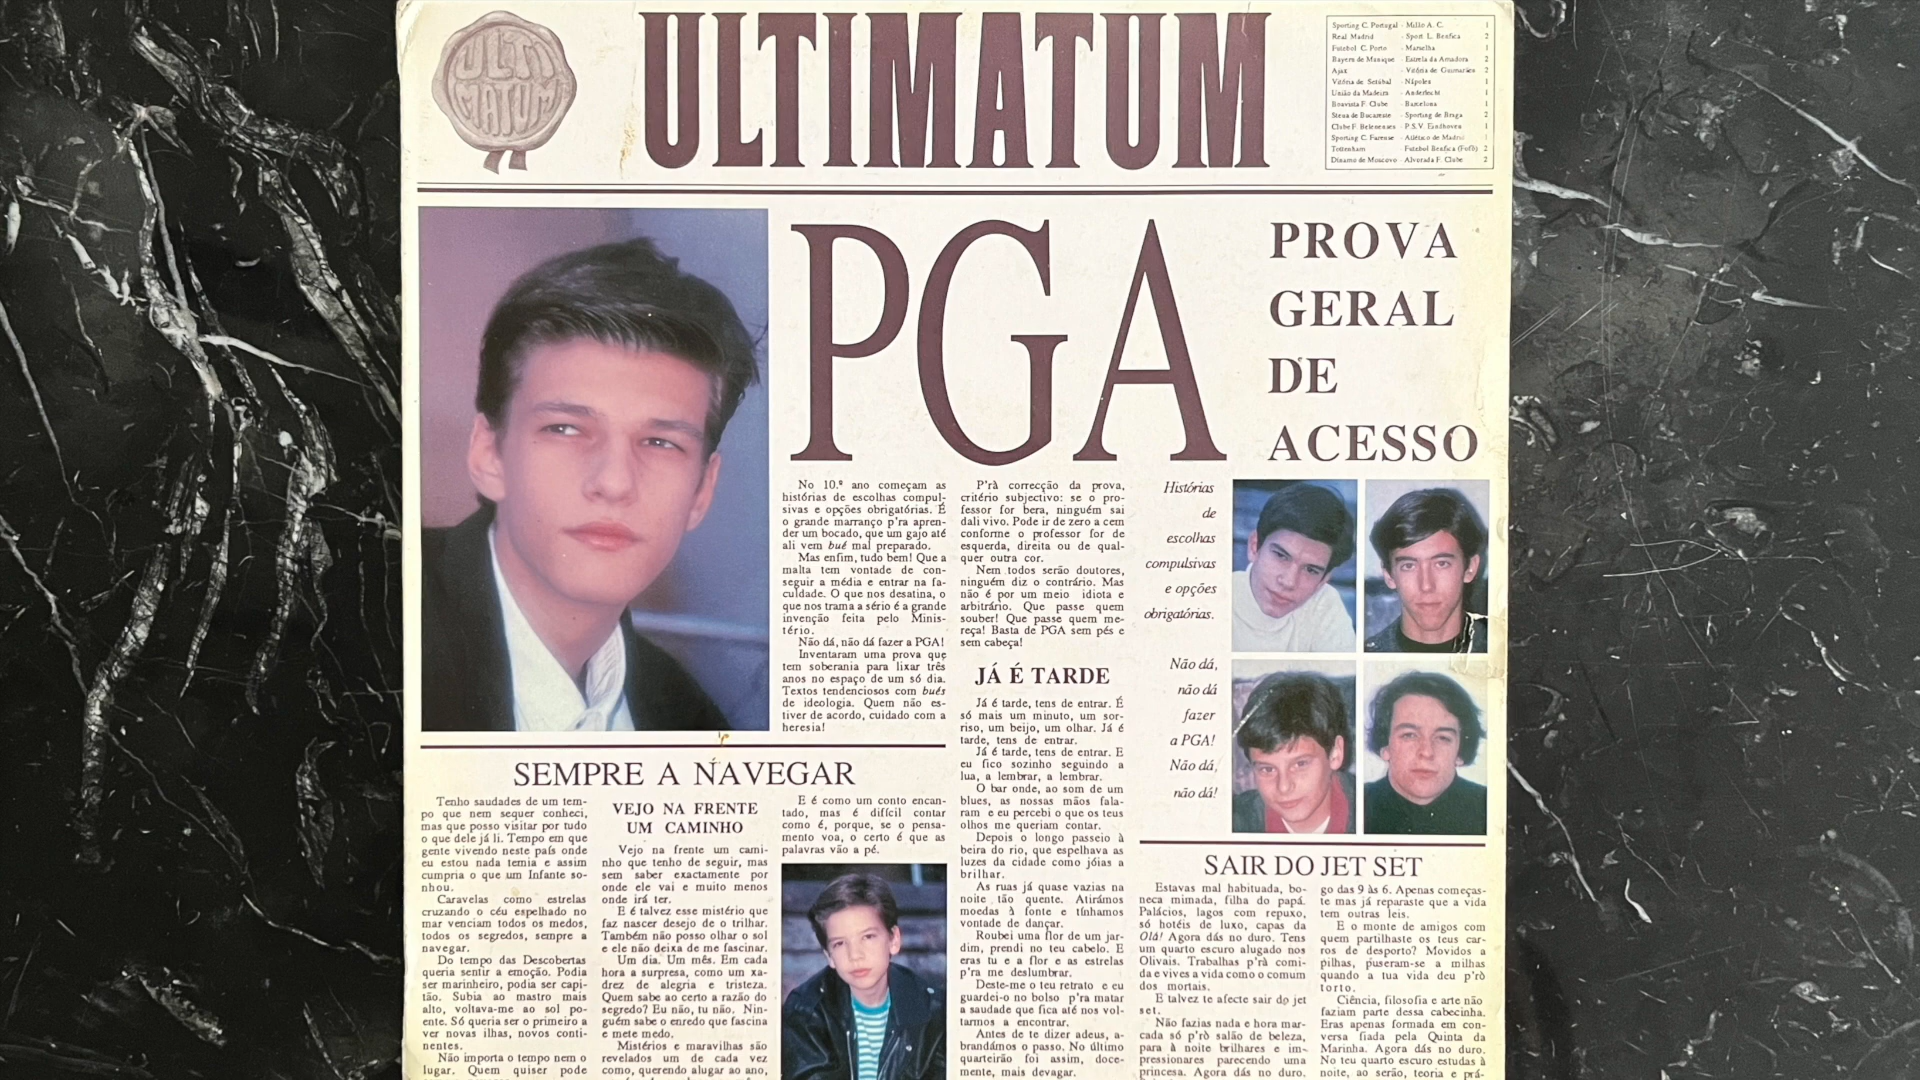 ULTI
MATUM
ULTIMATUM
Sporting C. Portugal - Milão A. C. 1
Real Madrid - Sport L. Benfica 2
Futebol C. Porto - Marselha 1
Bayern de Munique - Estrela da Amadora 2
Ajax - Vitória de Guimarães 2
Vitória de Setúbal - Nápoles 1
União da Madeira - Anderlecht 1
Boavista F. Clube - Barcelona 1
Steua de Bucareste - Sporting de Braga 2
Clube F. Belenenses - P.S.V. Eindhoven 1
Sporting C. Farense - Atlético de Madrid 1
Tottenham - Futebol Benfica (Fofó) 2
Dínamo de Moscovo - Alvorada F. Clube 2
PGA
PROVA
GERAL
DE
ACESSO
No 10.º ano começam as
histórias de escolhas compul-
sivas e opções obrigatórias. É
o grande marranço p'ra apren-
der um bocado, que um gajo até
ali vem bué mal preparado.
Mas enfim, tudo bem! Que a
malta tem vontade de con-
seguir a média e entrar na fa-
culdade. O que nos desatina, o
que nos trama a sério é a grande
invenção feita pelo Minis-
tério.
Não dá, não dá fazer a PGA!
Inventaram uma prova que
tem soberania para lixar três
anos no espaço de um só dia.
Textos tendenciosos com bués
de ideologia. Quem não es-
tiver de acordo, cuidado com a
heresia!
P'rà correcção da prova,
critério subjectivo: se o pro-
fessor for bera, ninguém sai
dali vivo. Pode ir de zero a cem
conforme o professor for de
esquerda, direita ou de qual-
quer outra cor.
Nem todos serão doutores,
ninguém diz o contrário. Mas
não é por um meio idiota e
arbitrário. Que passe quem
souber! Que passe quem me-
reça! Basta de PGA sem pés e
sem cabeça!
Histórias
de
escolhas
compulsivas
e opções
obrigatórias.
Não dá,
não dá
fazer
a PGA!
Não dá,
não dá!
JÁ É TARDE
Já é tarde, tens de entrar. É
só mais um minuto, um sor-
riso, um beijo, um olhar. Já é
tarde, tens de entrar.
Já é tarde, tens de entrar. E
eu fico sozinho seguindo a
lua, a lembrar, a lembrar.
O bar onde, ao som de um
blues, as nossas mãos fala-
ram e eu percebi o que os teus
olhos me queriam contar.
Depois o longo passeio à
beira do rio, que espelhava as
luzes da cidade como jóias a
brilhar.
As ruas já quase vazias na
noite tão quente. Atirámos
moedas à fonte e tínhamos
vontade de dançar.
Roubei uma flor de um jar-
dim, prendi no teu cabelo. E
eras tu e a flor e as estrelas
p'ra me deslumbrar.
Deste-me o teu retrato e eu
guardei-o no bolso p'ra matar
a saudade que fica até nos vol-
tarmos a encontrar.
Antes de te dizer adeus, a-
brandámos o passo. No último
quarteirão foi assim, doce-
mente, mais devagar.
SEMPRE A NAVEGAR
Tenho saudades de um tem-
po que nem sequer conheci,
mas que posso visitar por tudo
o que dele já li. Tempo em que
gente vivendo neste país onde
eu estou nada temia e assim
cumpria o que um Infante so-
nhou.
Caravelas como estrelas
cruzando o céu espelhado no
mar venciam todos os medos,
todos os segredos, sempre a
navegar.
Do tempo das Descobertas
queria sentir a emoção. Podia
ser marinheiro, podia ser capi-
tão. Subia ao mastro mais
alto, voltava-me ao sol po-
ente. Só queria ser o primeiro a
ver novas ilhas, novos conti-
nentes.
Não importa o tempo nem o
lugar. Quem quiser pode
VEJO NA FRENTE
UM CAMINHO
Vejo na frente um cami-
nho que tenho de seguir, mas
sem saber exactamente por
onde ele vai e muito menos
onde irá ter.
E é talvez esse mistério que
faz nascer desejo de o trilhar.
Também não posso olhar o sol
e ele não deixa de me fascinar.
Um dia. Um mês. Em cada
hora a surpresa, como um xa-
drez de alegria e tristeza.
Quem sabe ao certo a razão do
segredo? Eu não, tu não. Nin-
guém sabe o enredo que fascina
e mete medo.
Mistérios e maravilhas são
revelados um de cada vez
como, querendo alugar ao ano,
E é como um conto encan-
tado, mas é difícil contar
como é, porque, se o pensa-
mento voa, o certo é que as
palavras vão a pé.
SAIR DO JET SET
Estavas mal habituada, bo-
neca mimada, filha do papá.
Palácios, lagos com repuxo,
só hotéis de luxo, capas da
Olá! Agora dás no duro. Tens
um quarto escuro alugado nos
Olivais. Trabalhas p'rà comi-
da e vives a vida como o comum
dos mortais.
E talvez te afecte sair do jet
set.
Não fazias nada e hora mar-
cada só p'rò salão de beleza,
para à noite brilhares e im-
pressionares parecendo uma
princesa. Agora dás no duro.
go das 9 às 6. Apenas começas-
te mas já reparaste que a vida
tem outras leis.
E o monte de amigos com
quem partilhaste os teus car-
ros de desporto? Movidos a
pilhas, puseram-se a milhas
quando a tua vida deu p'rò
torto.
Ciência, filosofia e arte não
faziam parte dessa cabecinha.
Eras apenas formada em con-
versa fiada pela Quinta da
Marinha. Agora dás no duro.
No teu quarto escuro estudas à
noite, ao serão, teoria e prá-